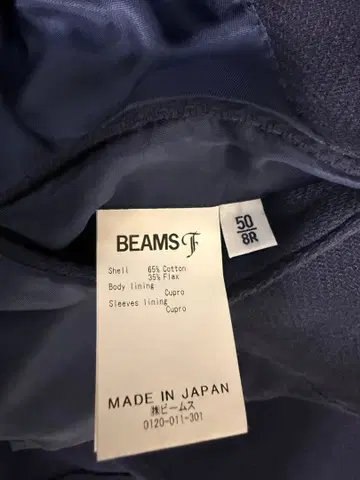 BEAMS F
50
8R
Shell 65% Cotton
35% Flax
Body lining
Cupro
Sleeves lining
Cupro
MADE IN JAPAN
㈱ビームス
0120-011-301